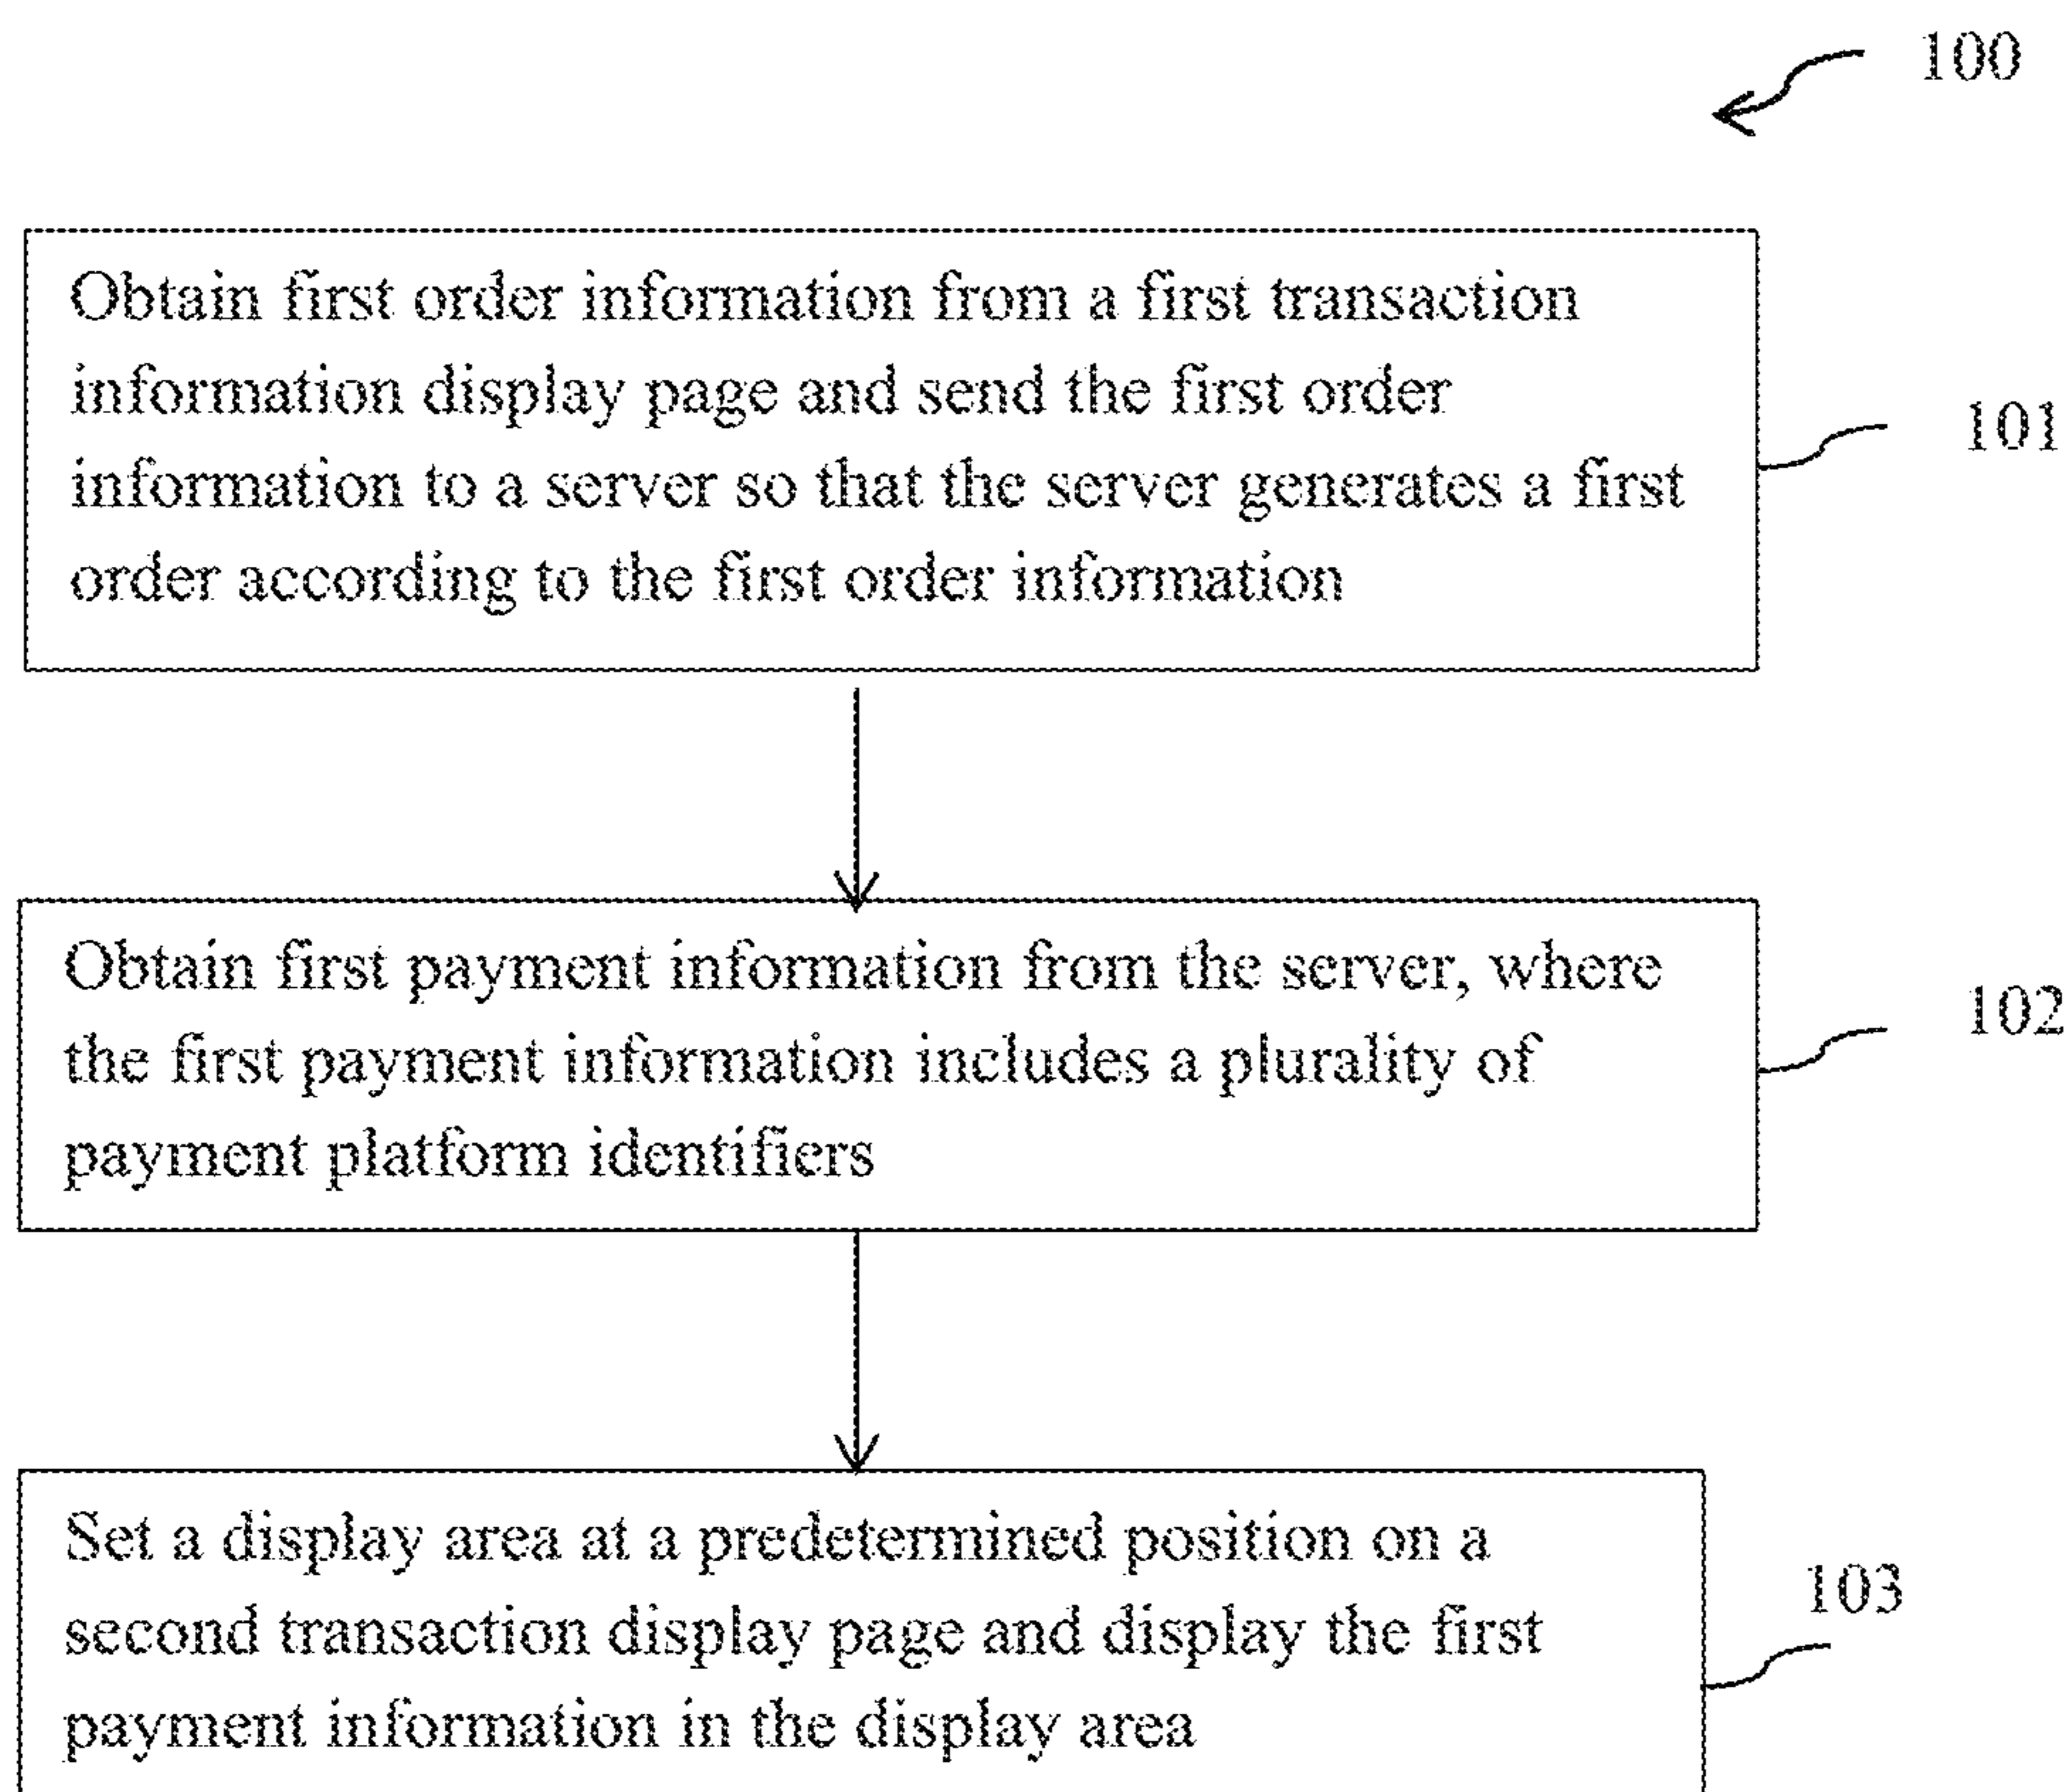 100
Obtain first order information from a first transaction
information display page and send the first order
information to a server so that the server generates a first
order according to the first order information
101
Obtain first payment information from the server, where
the first payment information includes a plurality of
payment platform identifiers
102
Set a display area at a predetermined position on a
second transaction display page and display the first
payment information in the display area
103